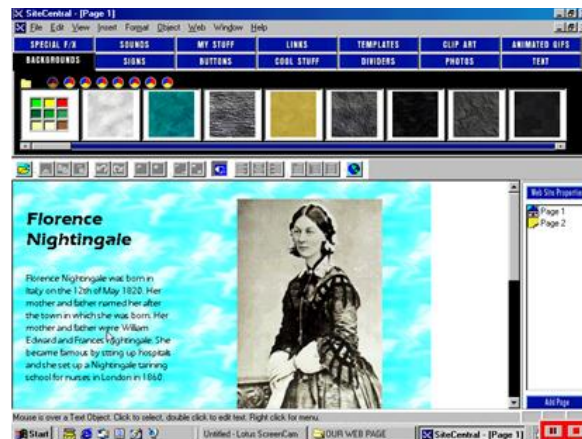 SiteCentral - [Page 1]
File Edit View Insert Format Object Web Window Help
SPECIAL F/X SOUNDS MY STUFF LINKS TEMPLATES CLIP ART ANIMATED GIFS
BACKGROUNDS SIGNS BUTTONS COOL STUFF DIVIDERS PHOTOS TEXT
Web Site Properties
Page 1
Page 2
Florence
Nightingale
Florence Nightingale was born in
Italy on the 12th of May 1820. Her
mother and father named her after
the town in which she was born. Her
mother and father were William
Edward and Frances Nightingale. She
became famous by stting up hospitals
and she set up a Nightingale tarining
school for nurses in London in 1860.
Add Page
Mouse is over a Text Object. Click to select, double click to edit text. Right click for menu.
Start Untitled - Lotus ScreenCam OUR WEB PAGE SiteCentral - [Page 1]